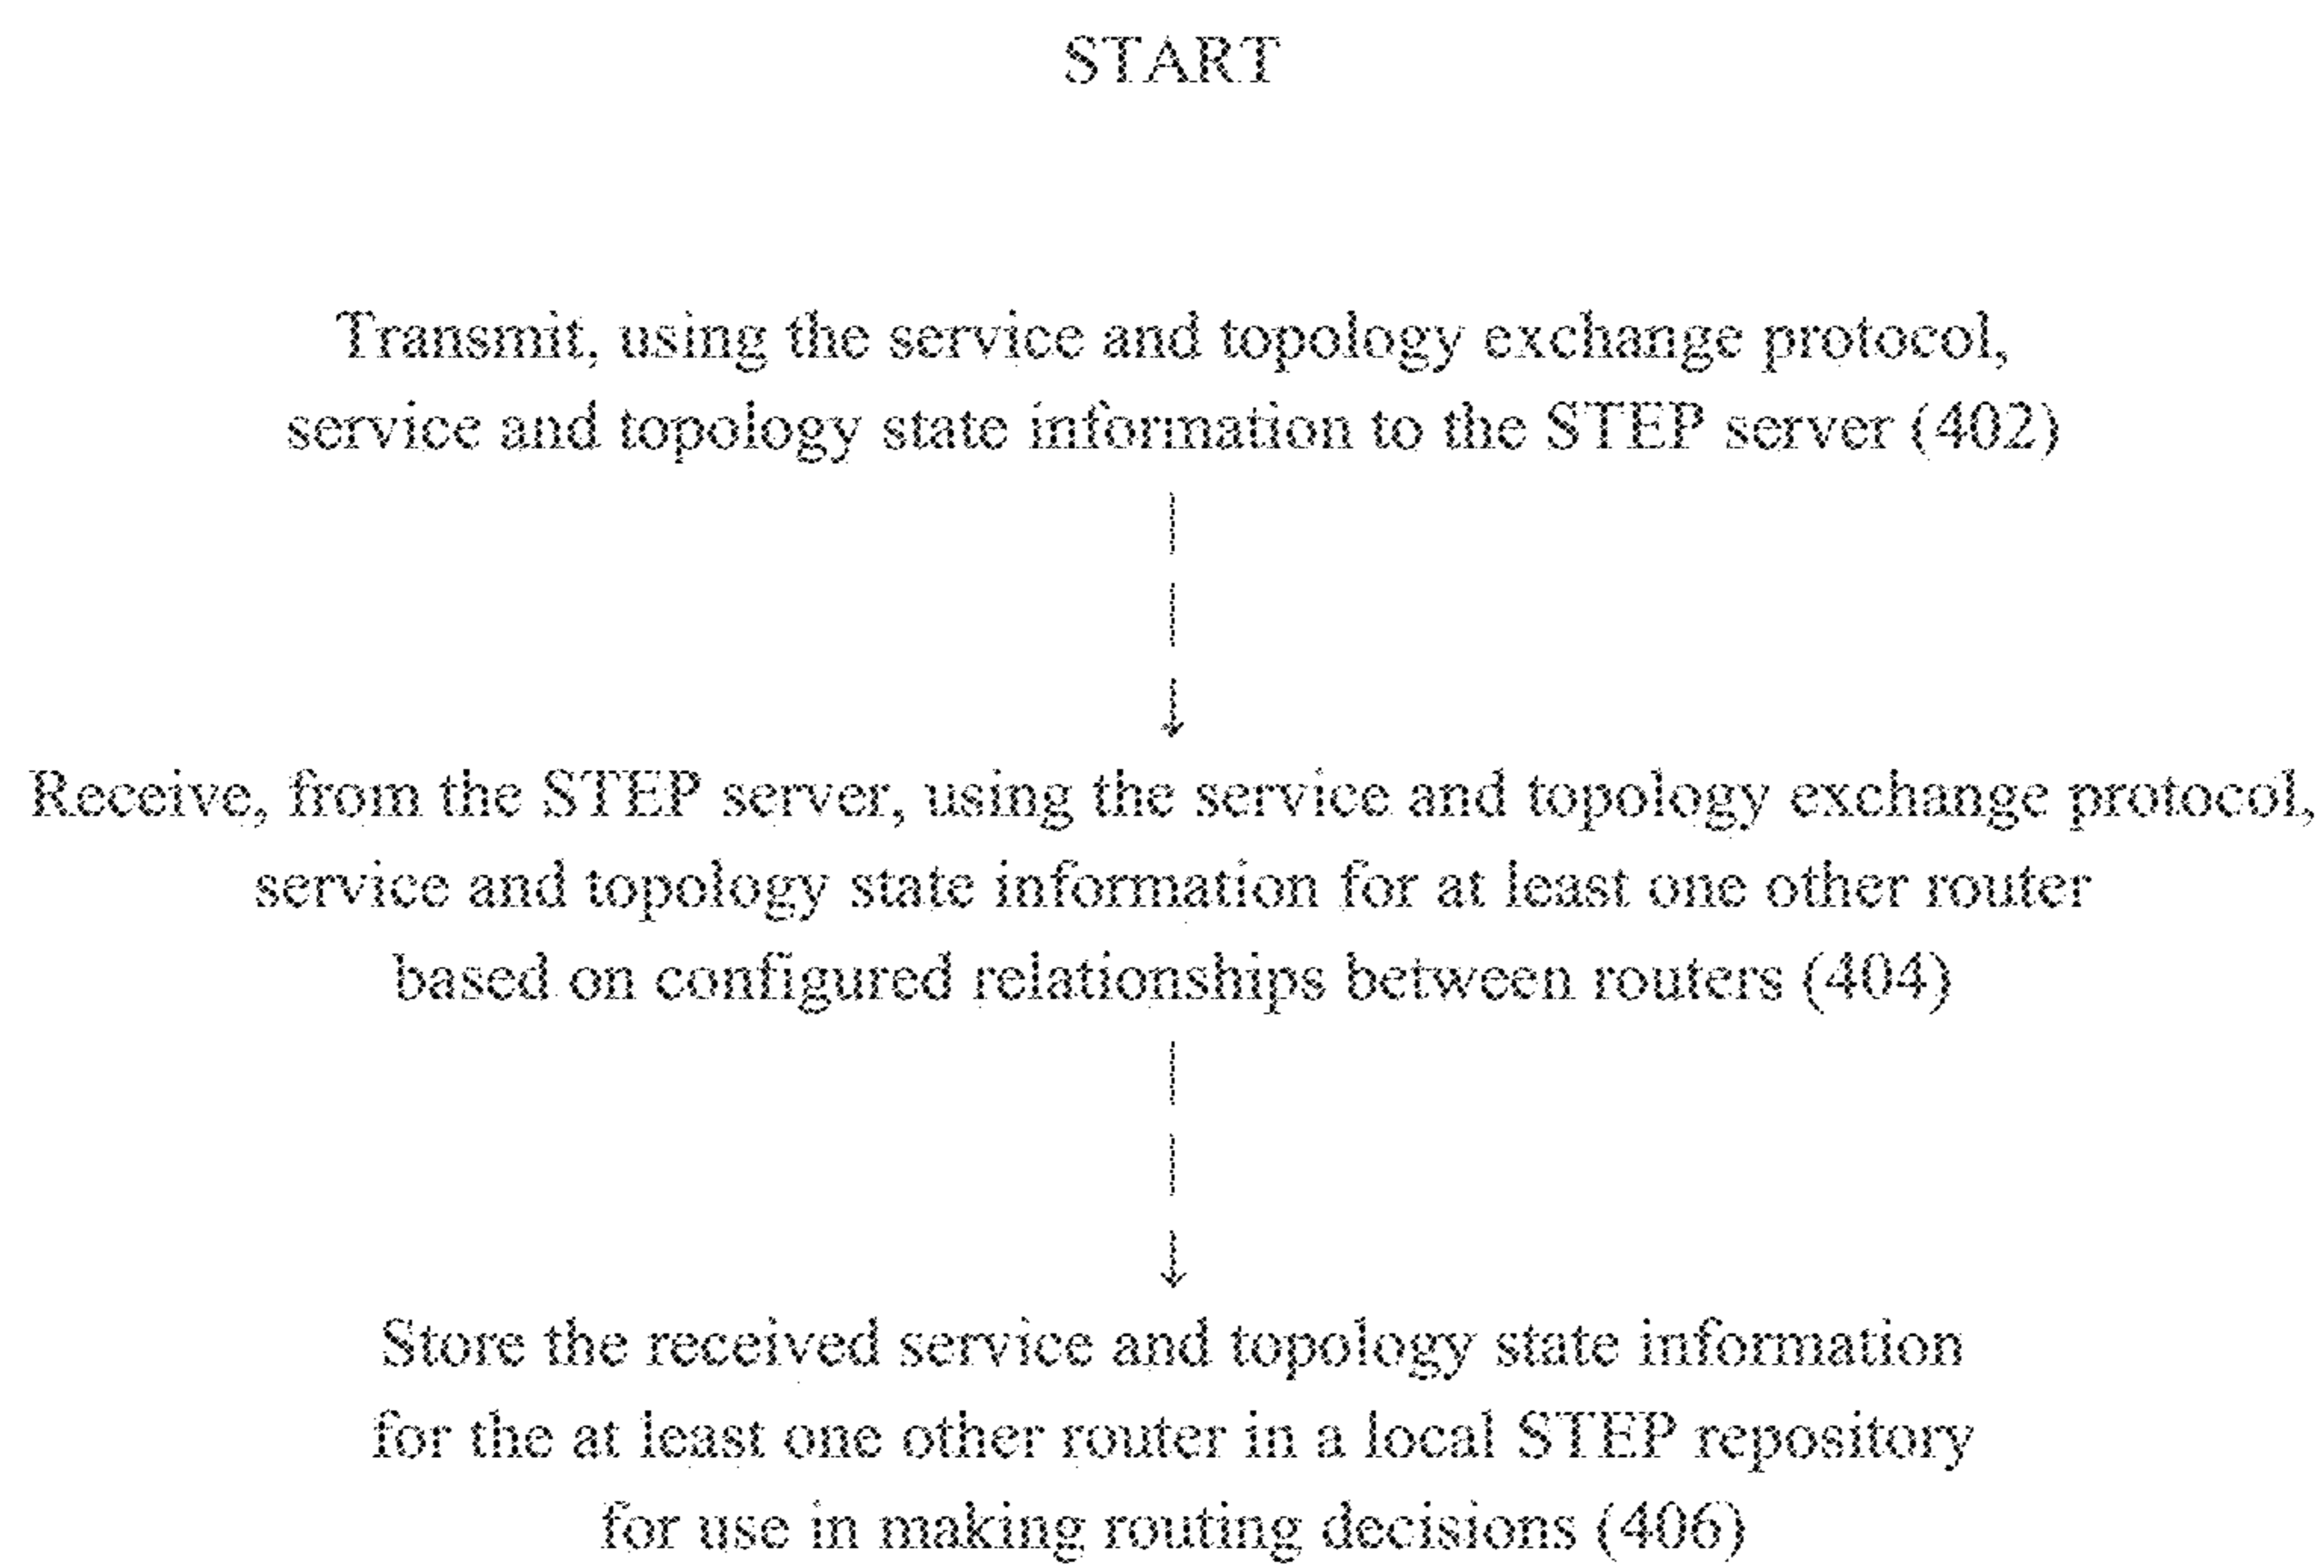 START
Transmit, using the service and topology exchange protocol,
service and topology state information to the STEP server (402)
Receive, from the STEP server, using the service and topology exchange protocol,
service and topology state information for at least one other router
based on configured relationships between routers (404)
Store the received service and topology state information
for the at least one other router in a local STEP repository
for use in making routing decisions (406)